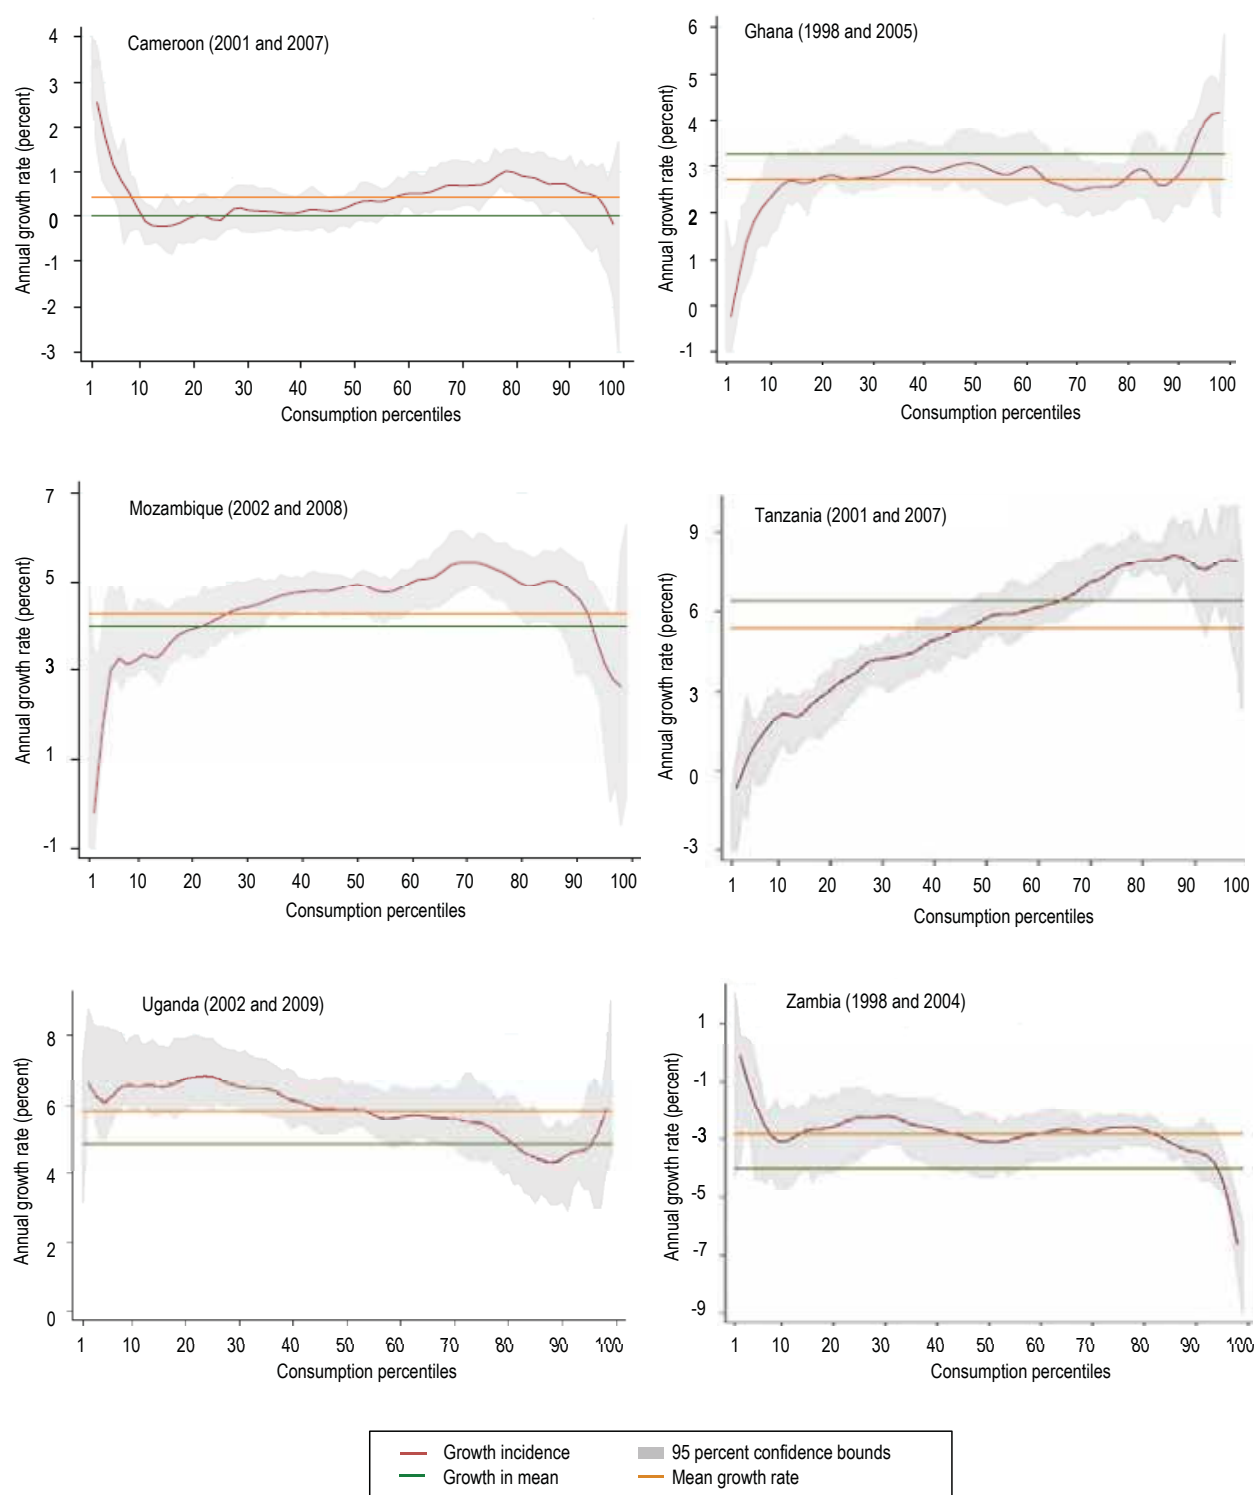 Cameroon (2001 and 2007)
Annual growth rate (percent)
4
3
2
1
0
-1
-2
-3
1 10 20 30 40 50 60 70 80 90 100
Consumption percentiles
Ghana (1998 and 2005)
Annual growth rate (percent)
6
5
4
3
2
1
0
-1
1 10 20 30 40 50 60 70 80 90 100
Consumption percentiles
Mozambique (2002 and 2008)
Annual growth rate (percent)
7
5
3
1
-1
1 10 20 30 40 50 60 70 80 90 100
Consumption percentiles
Tanzania (2001 and 2007)
Annual growth rate (percent)
9
6
3
0
-3
1 10 20 30 40 50 60 70 80 90 100
Consumption percentiles
Uganda (2002 and 2009)
Annual growth rate (percent)
8
6
4
2
0
1 10 20 30 40 50 60 70 80 90 100
Consumption percentiles
Zambia (1998 and 2004)
Annual growth rate (percent)
1
-1
-3
-5
-7
-9
1 10 20 30 40 50 60 70 80 90 100
Consumption percentiles
Growth incidence 95 percent confidence bounds
Growth in mean Mean growth rate